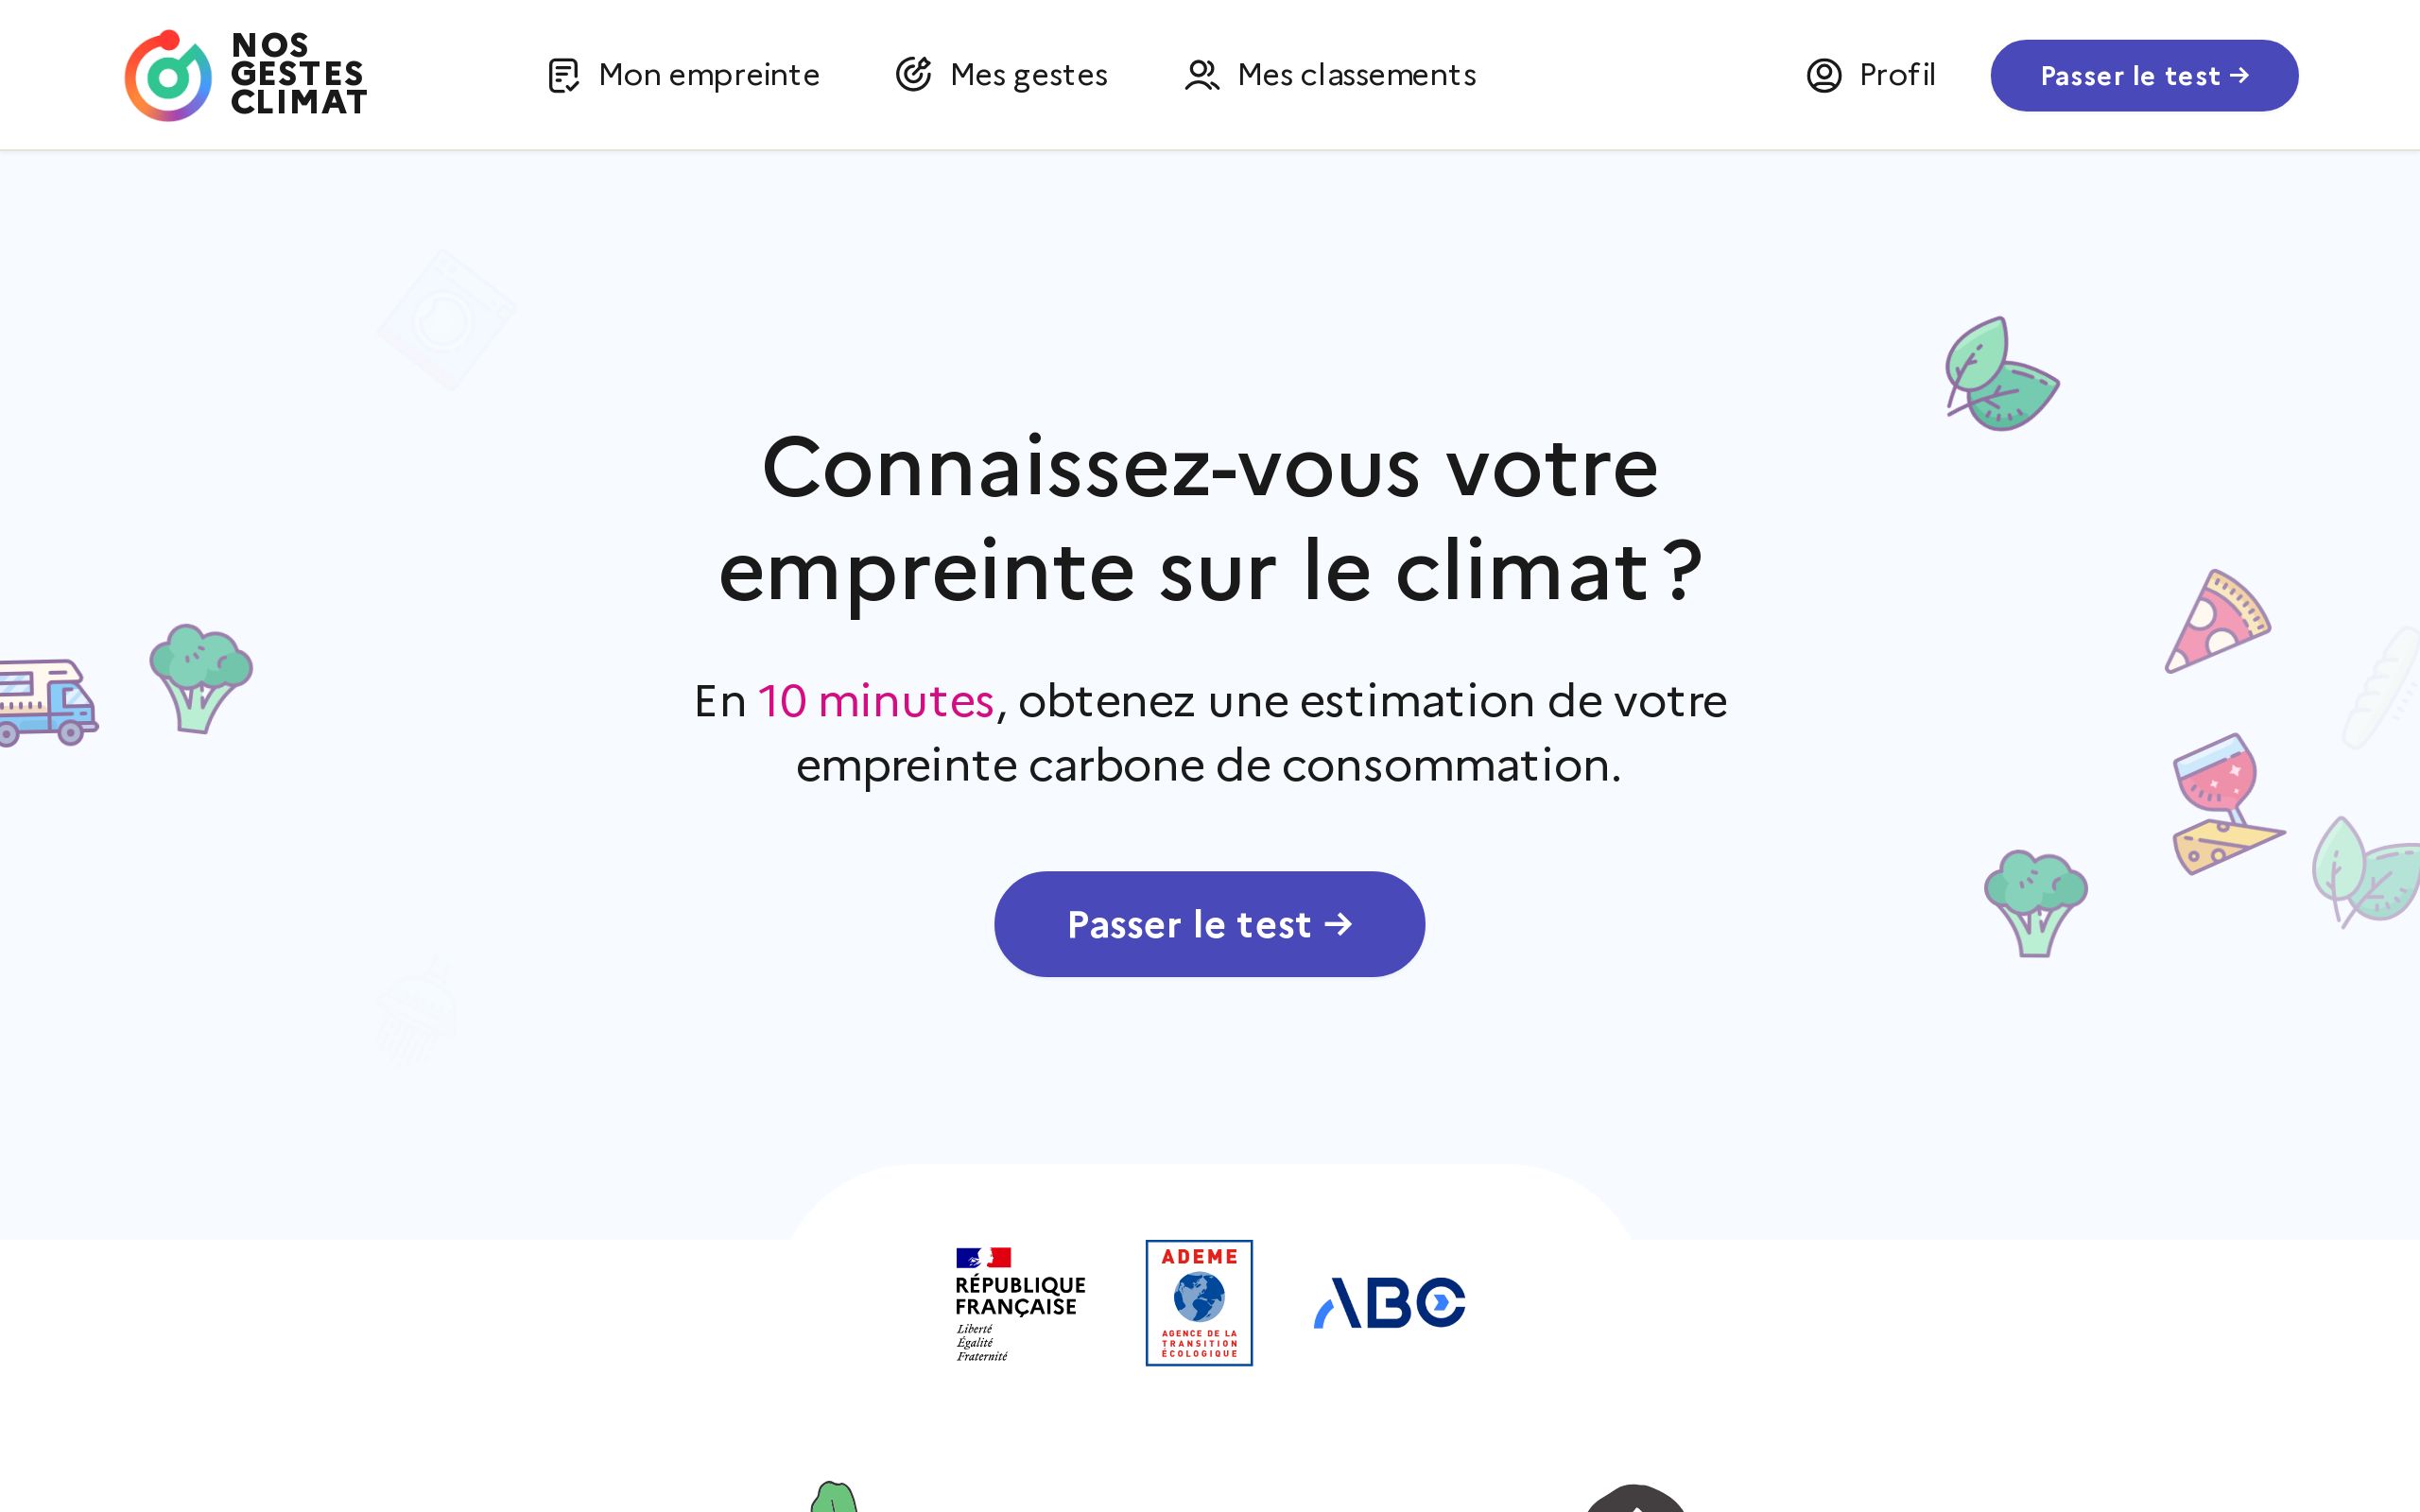 NOS
GESTES
CLIMAT
Mon empreinte
Mes gestes
Mes classements
Profil
Passer le test →
Connaissez-vous votre
empreinte sur le climat ?
En 10 minutes, obtenez une estimation de votre
empreinte carbone de consommation.
Passer le test →
RÉPUBLIQUE
FRANÇAISE
Liberté
Égalité
Fraternité
ADEME
AGENCE DE LA
TRANSITION
ÉCOLOGIQUE
ABC